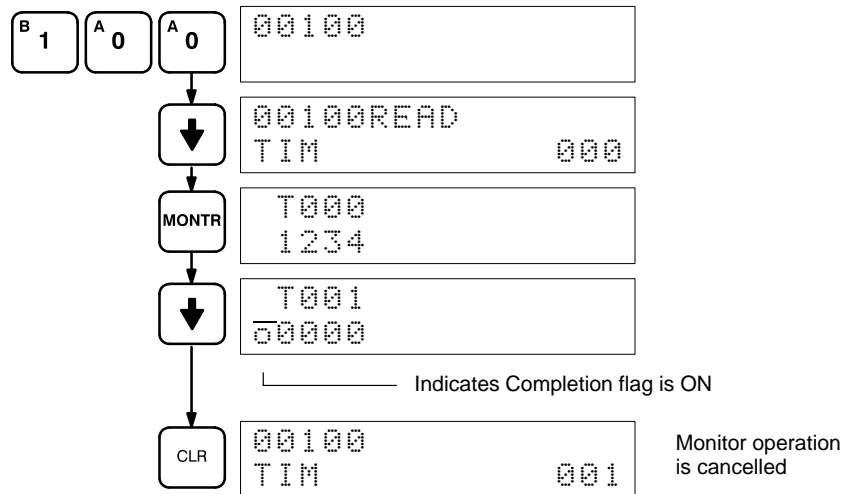 B 1 A 0 A 0
00100
00100READ
TIM 000
MONTR
T000
1234
T001
o̅0000
Indicates Completion flag is ON
CLR
00100
TIM 001
Monitor operation
is cancelled